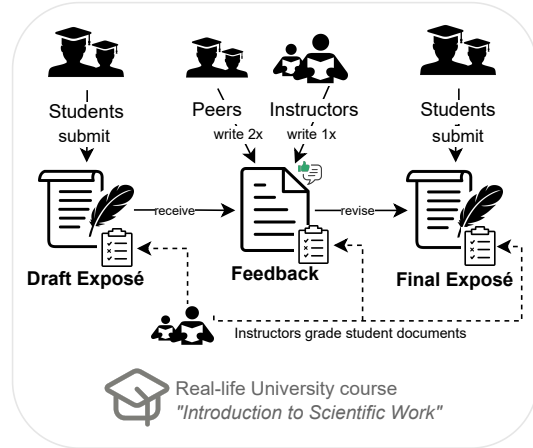 Students
Peers
Instructors
Students
submit
write 2x
write 1x
submit
receive
revise
Draft Exposé
Feedback
Final Exposé
Instructors grade student documents
Real-life University course
"Introduction to Scientific Work"